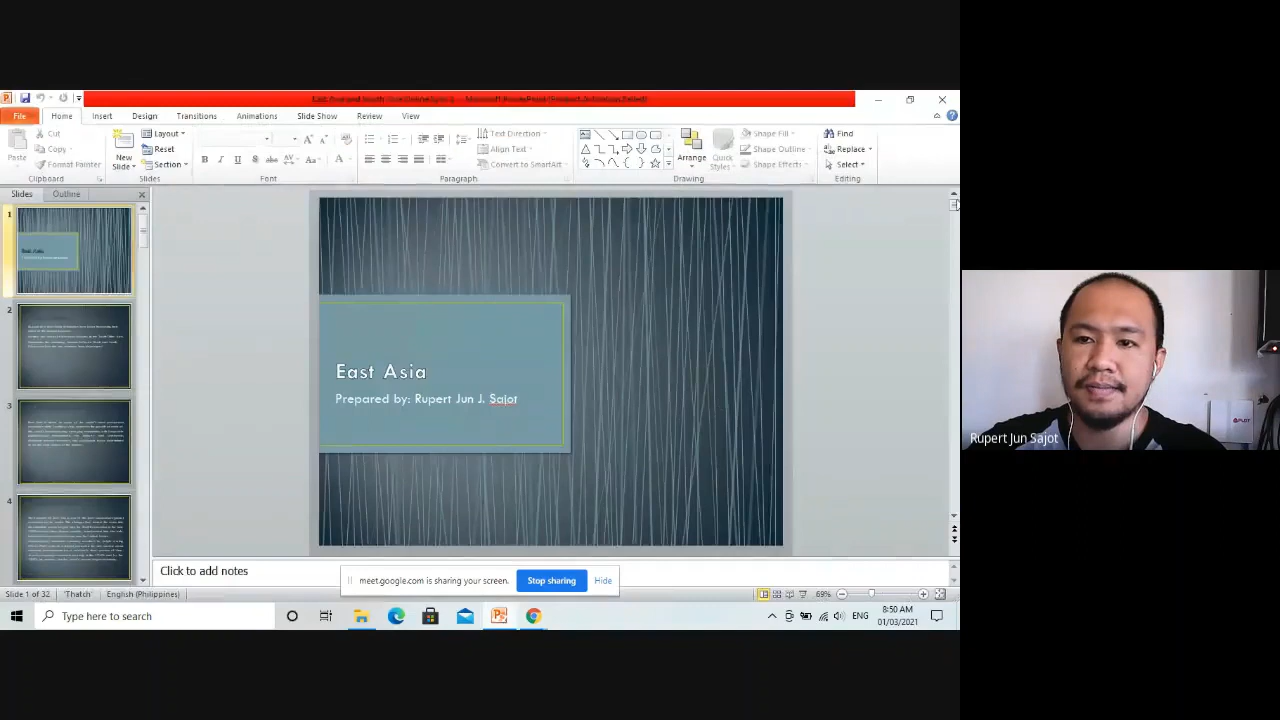 File
Home
Insert
Design
Transitions
Animations
Slide Show
Review
View
Cut
Copy
Format Painter
Paste
Clipboard
New
Slide
Layout
Reset
Section
Slides
Font
Text Direction
Align Text
Convert to SmartArt
Paragraph
Arrange
Quick
Styles
Shape Fill
Shape Outline
Shape Effects
Drawing
Find
Replace
Select
Editing
Slides
Outline
1
2
3
4
East Asia
Prepared by: Rupert Jun J. Sajot
Click to add notes
meet.google.com is sharing your screen.
Stop sharing
Hide
Slide 1 of 32
'Thatch'
English (Philippines)
69%
Type here to search
ENG
8:50 AM
01/03/2021
Rupert Jun Sajot